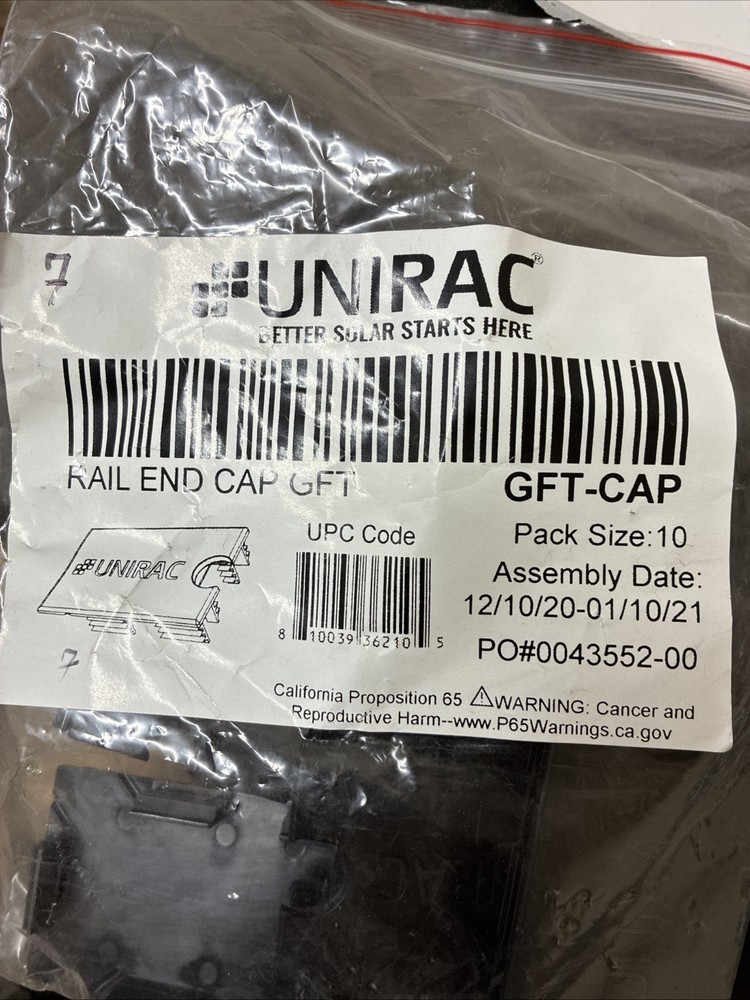 7
UNIRAC®
BETTER SOLAR STARTS HERE
RAIL END CAP GFT
GFT-CAP
UNIRAC
UPC Code
8 10039 36210 5
Pack Size:10
Assembly Date:
12/10/20-01/10/21
PO#0043552-00
7
California Proposition 65 ⚠WARNING: Cancer and
Reproductive Harm--www.P65Warnings.ca.gov